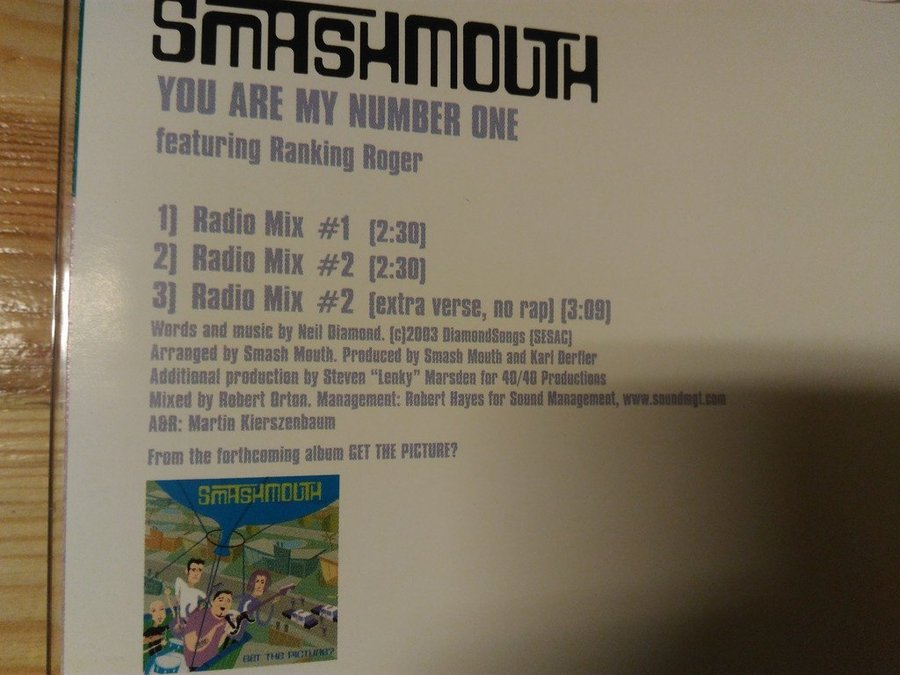 SMASHMOUTH
YOU ARE MY NUMBER ONE
featuring Ranking Roger
1] Radio Mix #1 [2:30]
2] Radio Mix #2 [2:30]
3] Radio Mix #2 [extra verse, no rap] [3:09]
Words and music by Neil Diamond. [c]2003 DiamondSongs [SESAC]
Arranged by Smash Mouth. Produced by Smash Mouth and Karl Derfler
Additional production by Steven "Lenky" Marsden for 40/40 Productions
Mixed by Robert Orton. Management: Robert Hayes for Sound Management, www.soundmgt.com
A&R: Martin Kierszenbaum
From the forthcoming album GET THE PICTURE?
SMASHMOUTH
GET THE PICTURE?